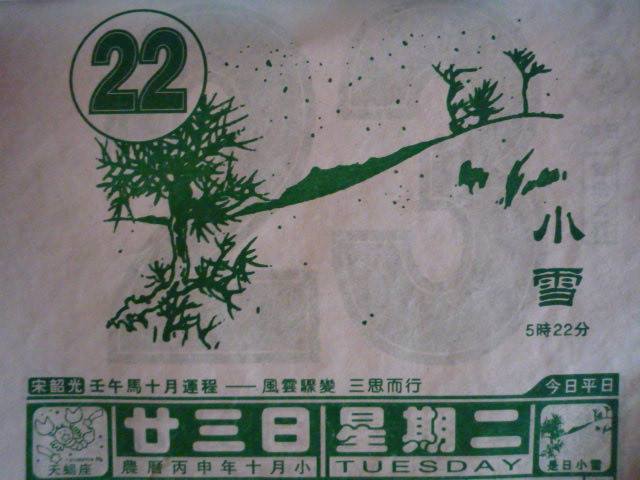 22
小雪
5時22分
宋韶光 壬午馬十月運程 —— 風雲驟變 三思而行 今日平日
天蝎座
廿三日 星期二
農曆丙申年十月小 TUESDAY
是日小雪